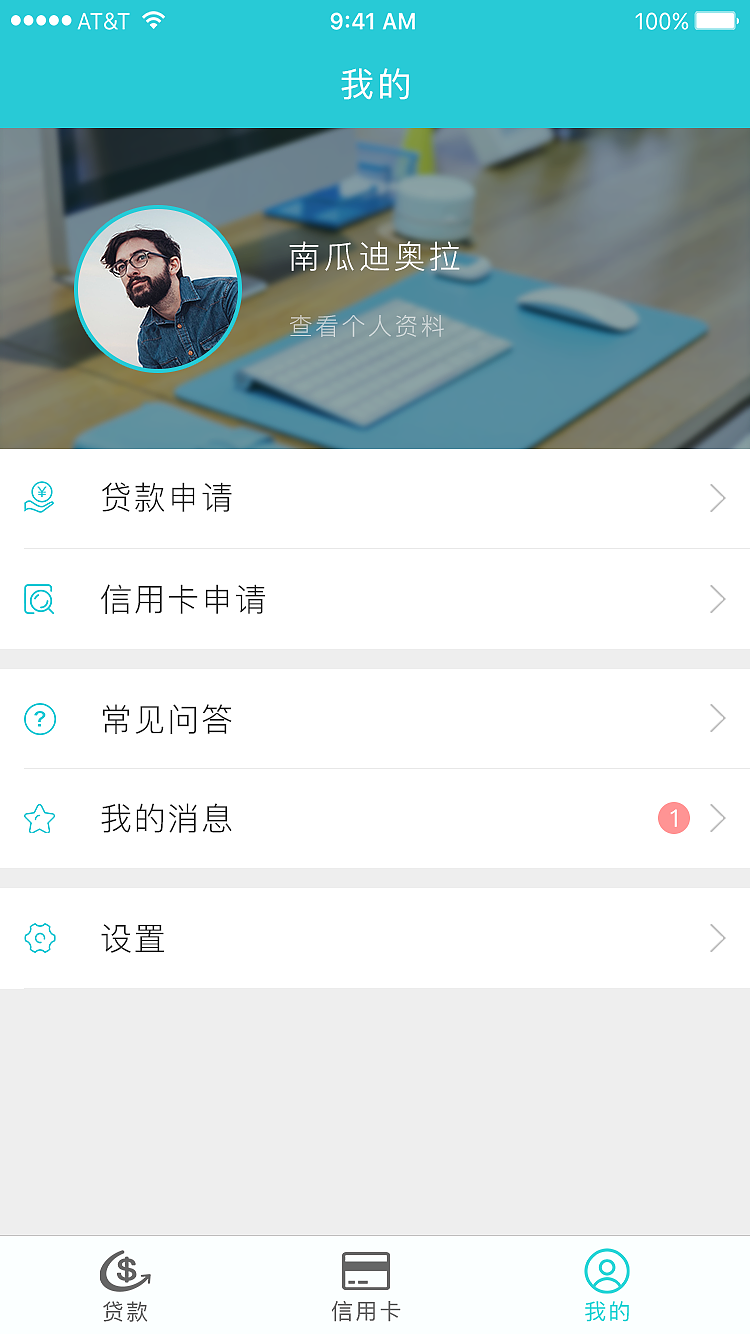 AT&T 9:41 AM 100%
我的
南瓜迪奥拉
查看个人资料
¥
贷款申请
信用卡申请
?
常见问答
我的消息 1
设置
$
贷款 信用卡 我的